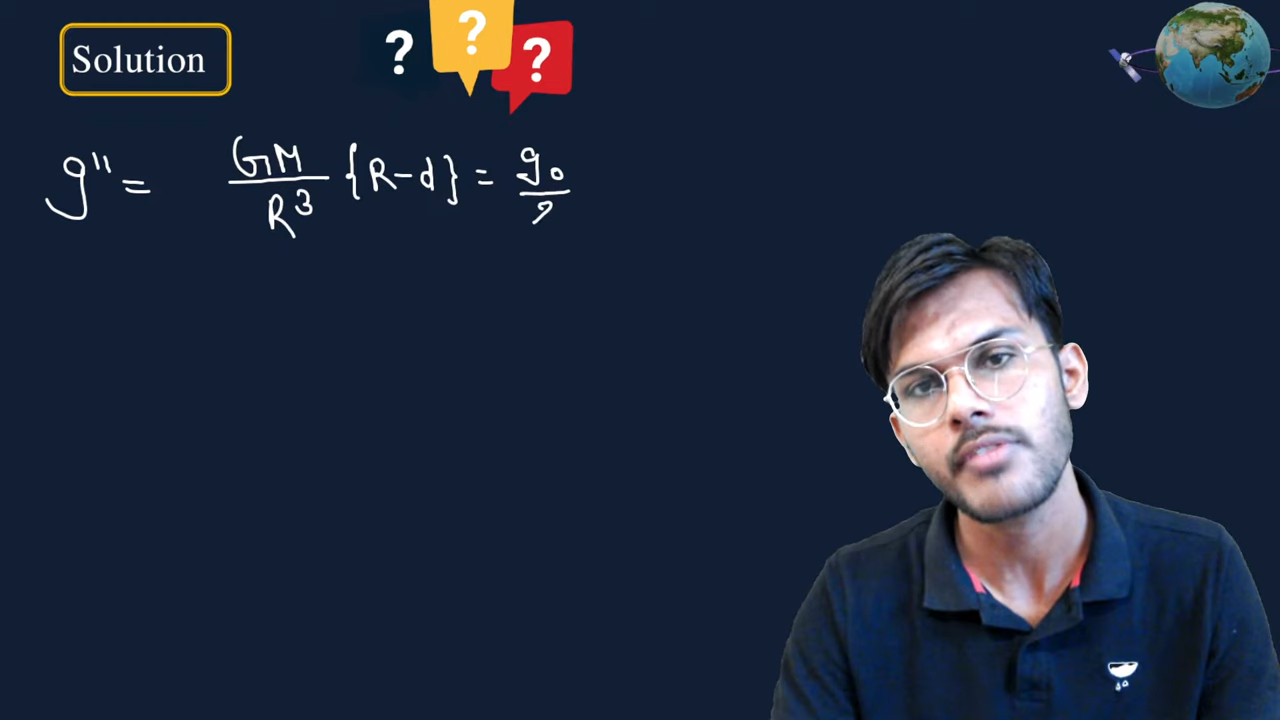 Solution
? ? ?
g'' = GM/R³ {R-d} = g₀/2